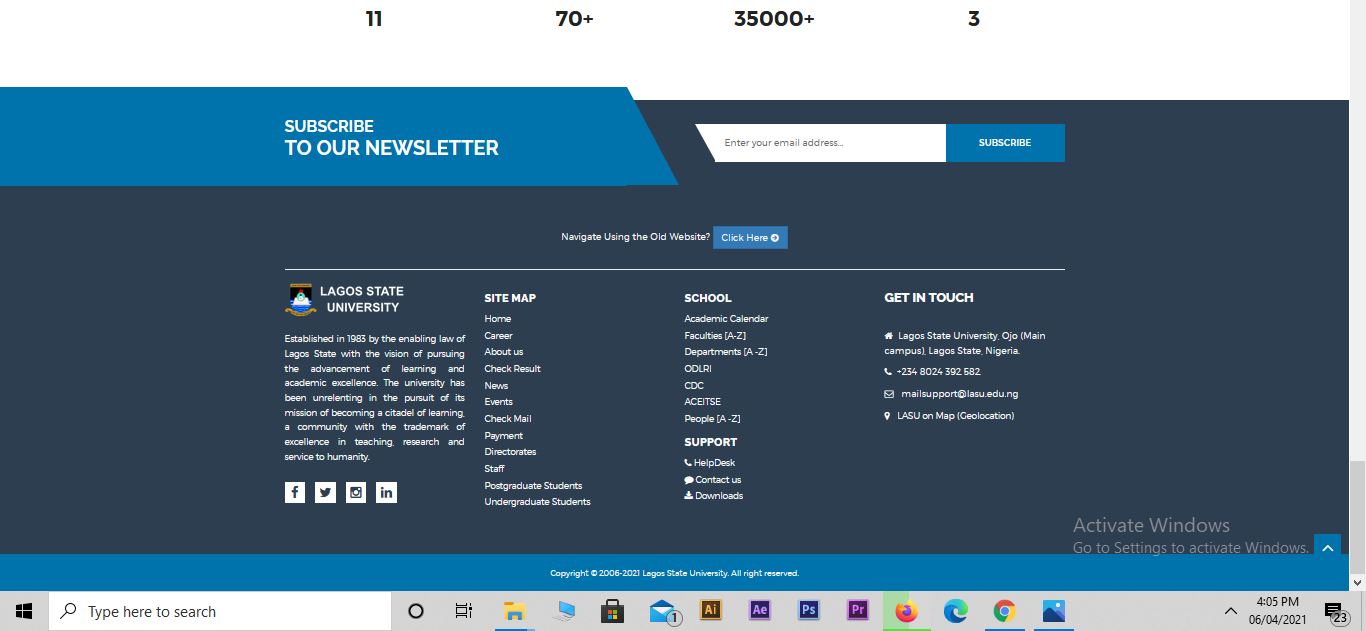 11 70+ 35000+ 3
SUBSCRIBE
TO OUR NEWSLETTER
Enter your email address...
SUBSCRIBE
Navigate Using the Old Website? Click Here
LAGOS STATE
UNIVERSITY
Established in 1983 by the enabling law of
Lagos State with the vision of pursuing
the advancement of learning and
academic excellence. The university has
been unrelenting in the pursuit of its
mission of becoming a citadel of learning,
a community with the trademark of
excellence in teaching, research and
service to humanity.
SITE MAP
Home
Career
About us
Check Result
News
Events
Check Mail
Payment
Directorates
Staff
Postgraduate Students
Undergraduate Students
SCHOOL
Academic Calendar
Faculties [A-Z]
Departments [A -Z]
ODLRI
CDC
ACEITSE
People [A -Z]
SUPPORT
HelpDesk
Contact us
Downloads
GET IN TOUCH
Lagos State University, Ojo (Main
campus), Lagos State, Nigeria.
+234 8024 392 582
mailsupport@lasu.edu.ng
LASU on Map (Geolocation)
Activate Windows
Go to Settings to activate Windows.
Copyright © 2006-2021 Lagos State University. All right reserved.
Type here to search
1
Ai
Ae
Ps
Pr
4:05 PM
06/04/2021
23